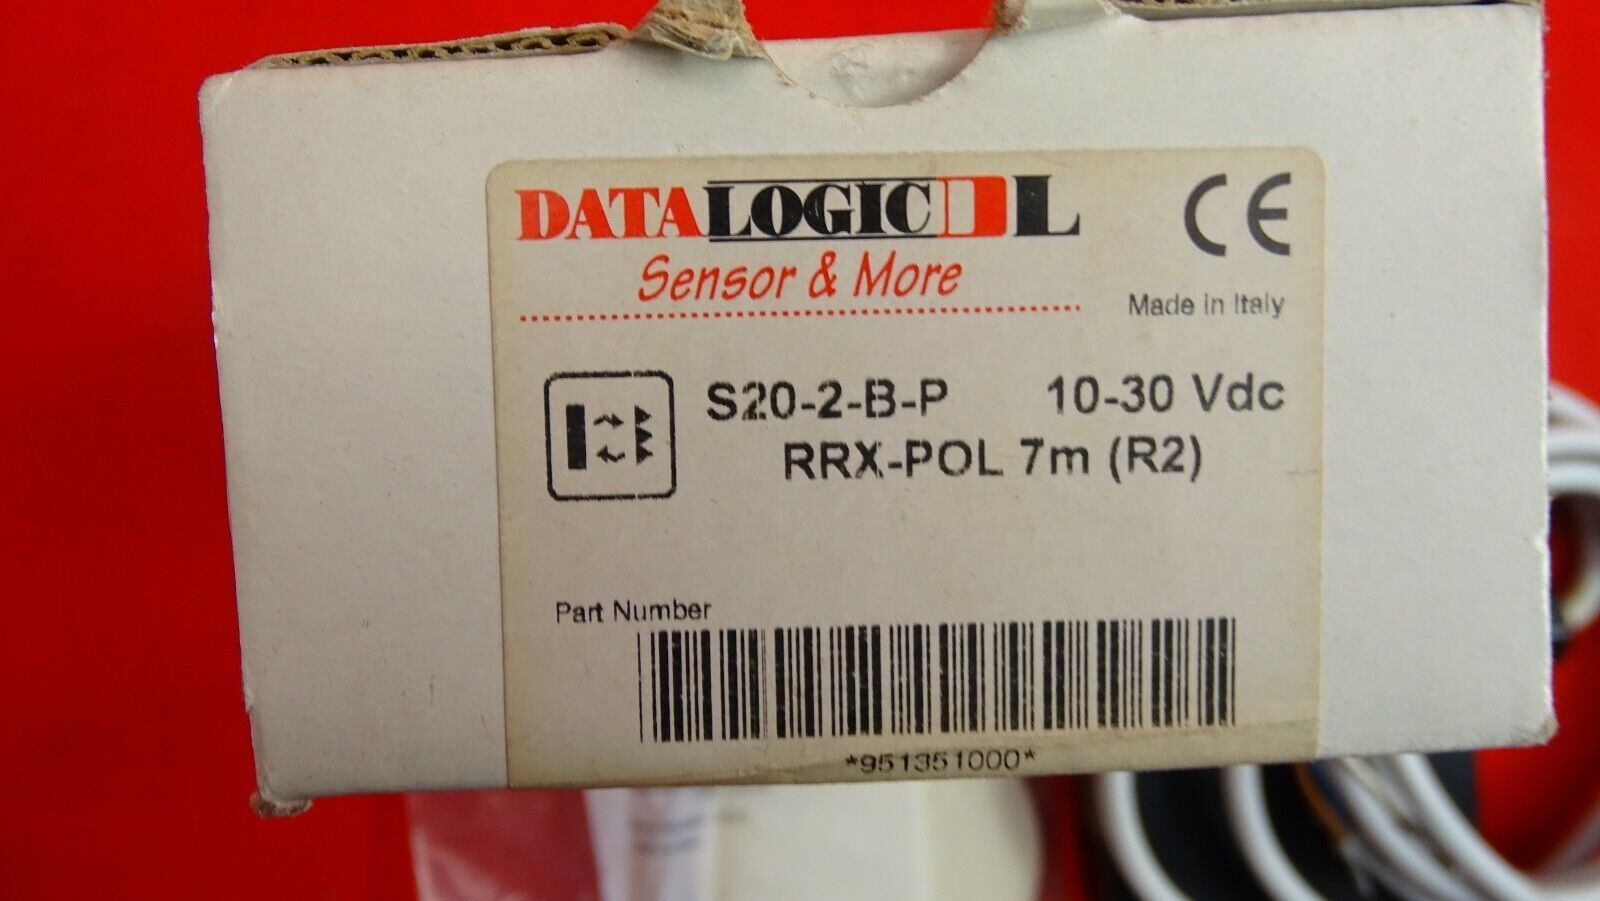 DATALOGIC DL
CE
Sensor & More
Made in Italy
S20-2-B-P 10-30 Vdc
RRX-POL 7m (R2)
Part Number
*951351000*